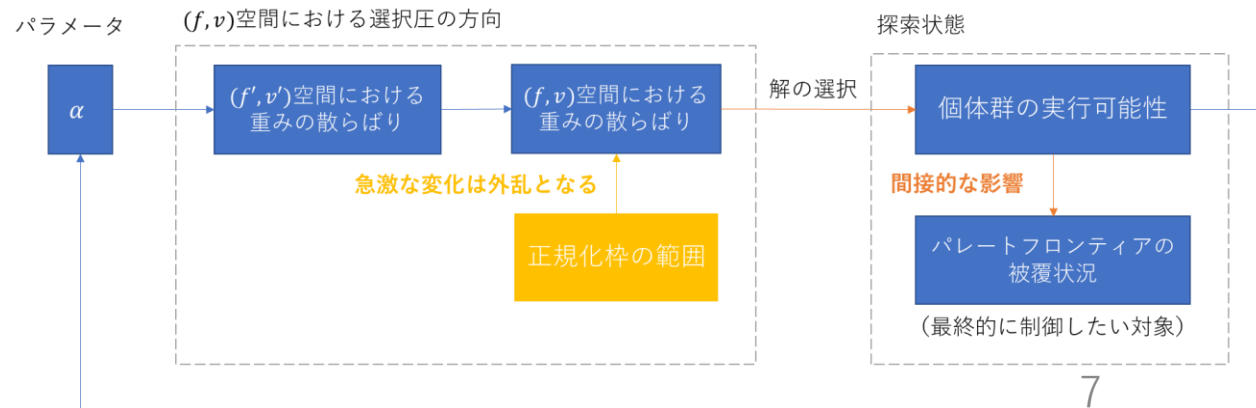 パラメータ
(f, v)空間における選択圧の方向
探索状態
α
(f′, v′)空間における
重みの散らばり
(f, v)空間における
重みの散らばり
解の選択
個体群の実行可能性
急激な変化は外乱となる
間接的な影響
正規化枠の範囲
パレートフロンティアの
被覆状況
（最終的に制御したい対象）
7